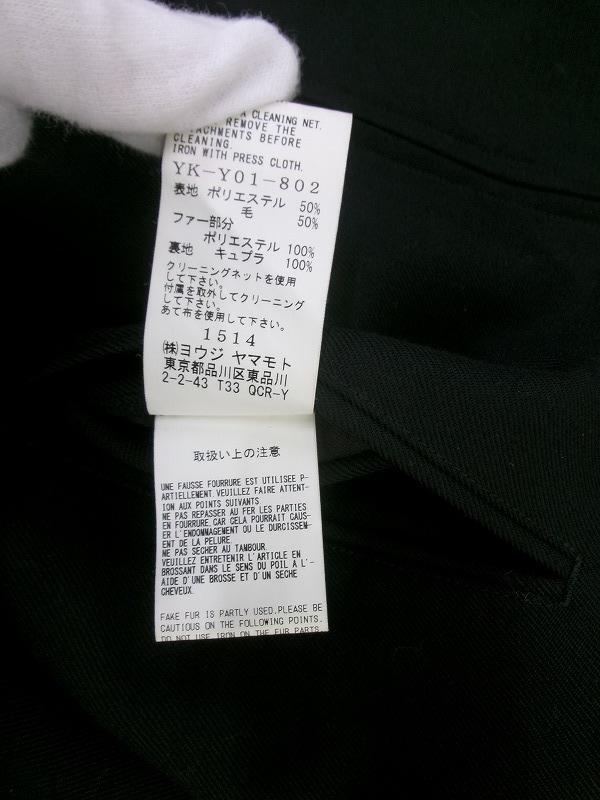 A CLEANING NET.
REMOVE THE
ATTACHMENTS BEFORE
CLEANING.
IRON WITH PRESS CLOTH.
YK-Y01-802
表地 ポリエステル 50%
毛 50%
ファー部分
ポリエステル 100%
裏地 キュプラ 100%
クリーニングネットを使用
して下さい。
付属を取外してクリーニング
して下さい。
あて布を使用して下さい。
1514
㈱ヨウジ ヤマモト
東京都品川区東品川
2-2-43 T33 QCR-Y
取扱い上の注意
UNE FAUSSE FOURRURE EST UTILISEE P-
ARTIELLEMENT.VEUILLEZ FAIRE ATTENT-
ION AUX POINTS SUIVANTS.
NE PAS REPASSER AU FER LES PARTIES
EN FOURRURE,CAR CELA POURRAIT CAUS-
ER L'ENDOMMAGEMENT OU LE DURCISSEM-
ENT DE LA PELURE.
NE PAS SECHER AU TAMBOUR.
VEUILLEZ ENTRETENIR L'ARTICLE EN
BROSSANT DANS LE SENS DU POIL A L'-
AIDE D'UNE BROSSE ET D'UN SECHE
CHEVEUX.
FAKE FUR IS PARTLY USED.PLEASE BE
CAUTIOUS ON THE FOLLOWING POINTS.
DO NOT USE IRON ON THE FUR PARTS.